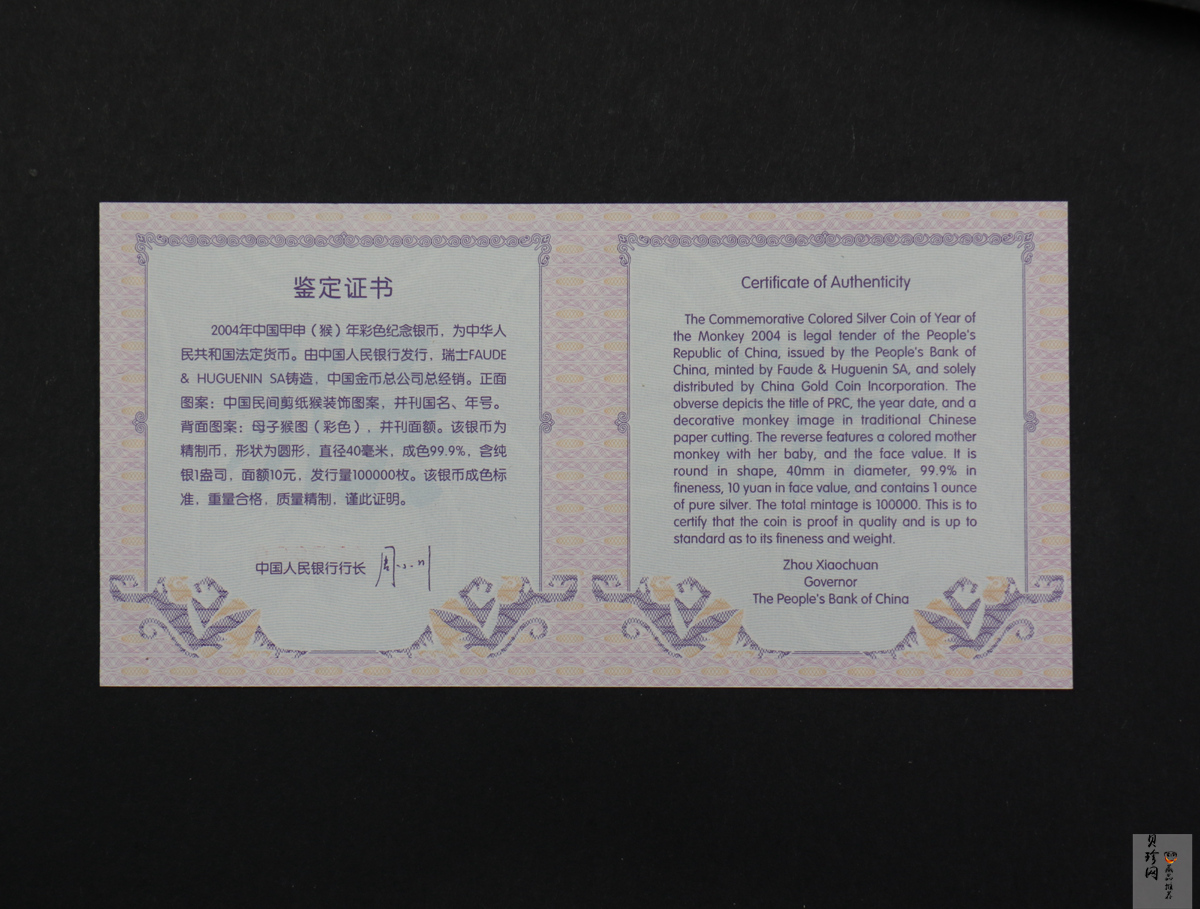 鉴定证书
2004年中国甲申（猴）年彩色纪念银币，为中华人
民共和国法定货币。由中国人民银行发行，瑞士FAUDE
& HUGUENIN SA铸造，中国金币总公司总经销。正面
图案：中国民间剪纸猴装饰图案，并刊国名、年号。
背面图案：母子猴图（彩色），并刊面额。该银币为
精制币，形状为圆形，直径40毫米，成色99.9%，含纯
银1盎司，面额10元，发行量100000枚。该银币成色标
准，重量合格，质量精制，谨此证明。
中国人民银行行长 周小川
Certificate of Authenticity
The Commemorative Colored Silver Coin of Year of
the Monkey 2004 is legal tender of the People's
Republic of China, issued by the People's Bank of
China, minted by Faude & Huguenin SA, and solely
distributed by China Gold Coin Incorporation. The
obverse depicts the title of PRC, the year date, and a
decorative monkey image in traditional Chinese
paper cutting. The reverse features a colored mother
monkey with her baby, and the face value. It is
round in shape, 40mm in diameter, 99.9% in
fineness, 10 yuan in face value, and contains 1 ounce
of pure silver. The total mintage is 100000. This is to
certify that the coin is proof in quality and is up to
standard as to its fineness and weight.
Zhou Xiaochuan
Governor
The People's Bank of China
贝珍网
藏品推荐